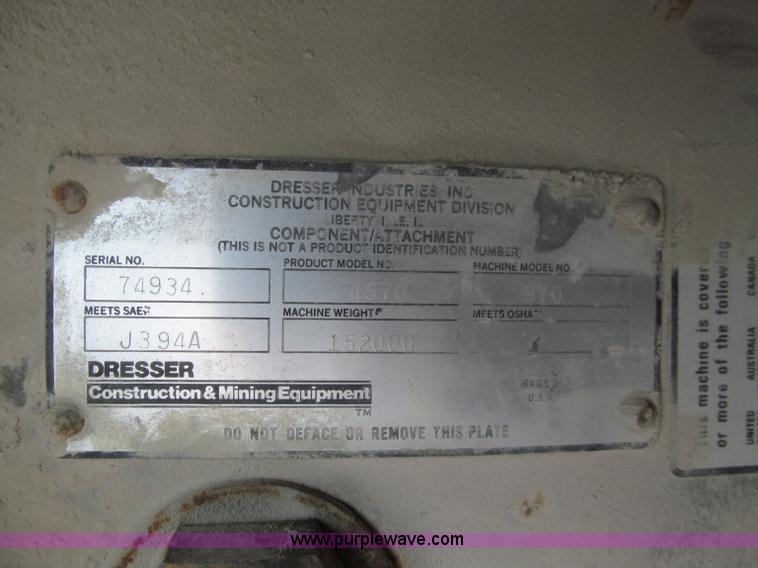 DRESSER INDUSTRIES, INC
CONSTRUCTION EQUIPMENT DIVISION
COMPONENT/ATTACHMENT
(THIS IS NOT A PRODUCT IDENTIFICATION NUMBER)
SERIAL NO. PRODUCT MODEL NO. MACHINE MODEL NO.
74934 570
MEETS SAE MACHINE WEIGHT MEETS OSHA
J394A 152000
DRESSER
Construction & Mining Equipment
TM
MADE IN
U.S.A.
DO NOT DEFACE OR REMOVE THIS PLATE
This machine is cover
or more of the following
UNITED AUSTRALIA CANADA
www.purplewave.com